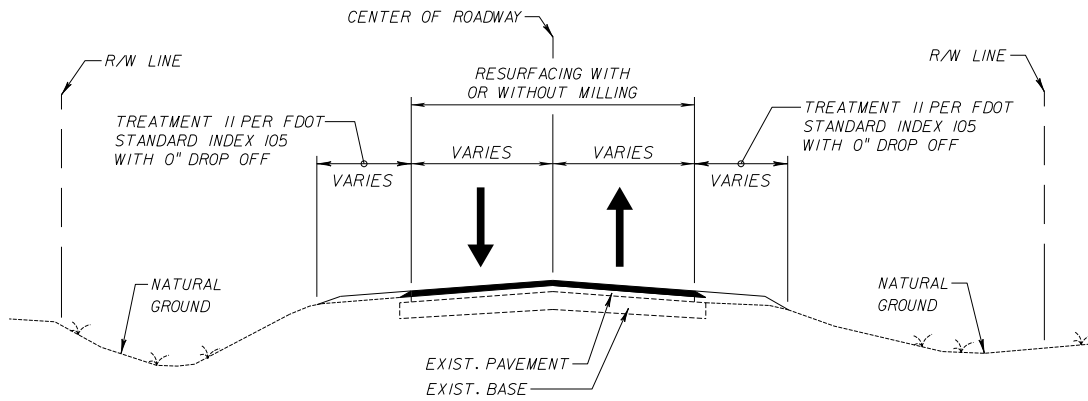 CENTER OF ROADWAY
R/W LINE
R/W LINE
RESURFACING WITH
OR WITHOUT MILLING
TREATMENT II PER FDOT
STANDARD INDEX 105
WITH 0" DROP OFF
TREATMENT II PER FDOT
STANDARD INDEX 105
WITH 0" DROP OFF
VARIES
VARIES
VARIES
VARIES
NATURAL
GROUND
NATURAL
GROUND
EXIST. PAVEMENT
EXIST. BASE